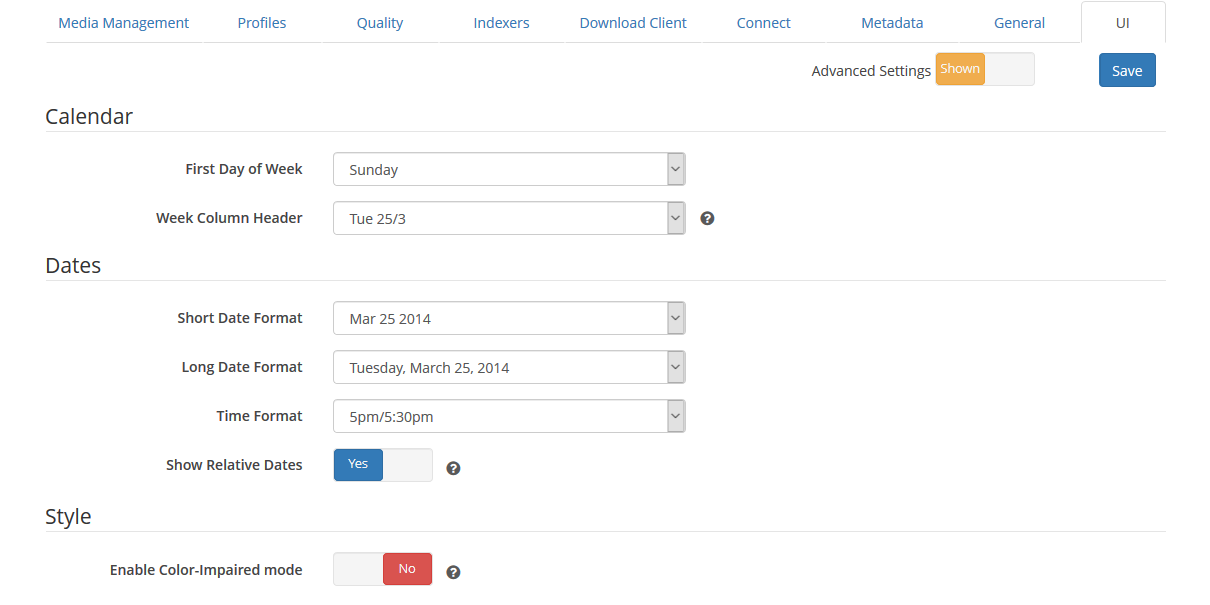 Media Management Profiles Quality Indexers Download Client Connect Metadata General UI
Advanced Settings Shown Save
Calendar
First Day of Week Sunday
Week Column Header Tue 25/3 ?
Dates
Short Date Format Mar 25 2014
Long Date Format Tuesday, March 25, 2014
Time Format 5pm/5:30pm
Show Relative Dates Yes ?
Style
Enable Color-Impaired mode No ?